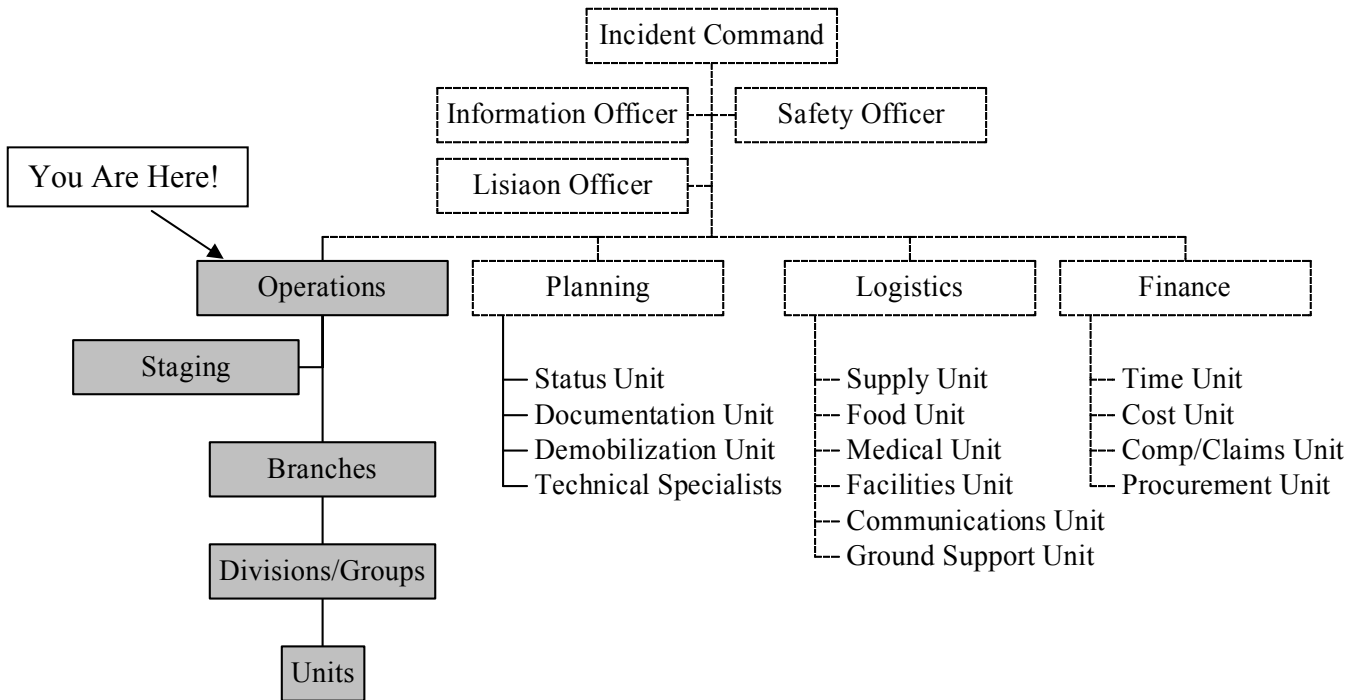 Incident Command
Information Officer
Safety Officer
Lisiaon Officer
You Are Here!
Operations
Planning
Logistics
Finance
Staging
Branches
Divisions/Groups
Units
Status Unit
Documentation Unit
Demobilization Unit
Technical Specialists
Supply Unit
Food Unit
Medical Unit
Facilities Unit
Communications Unit
Ground Support Unit
Time Unit
Cost Unit
Comp/Claims Unit
Procurement Unit